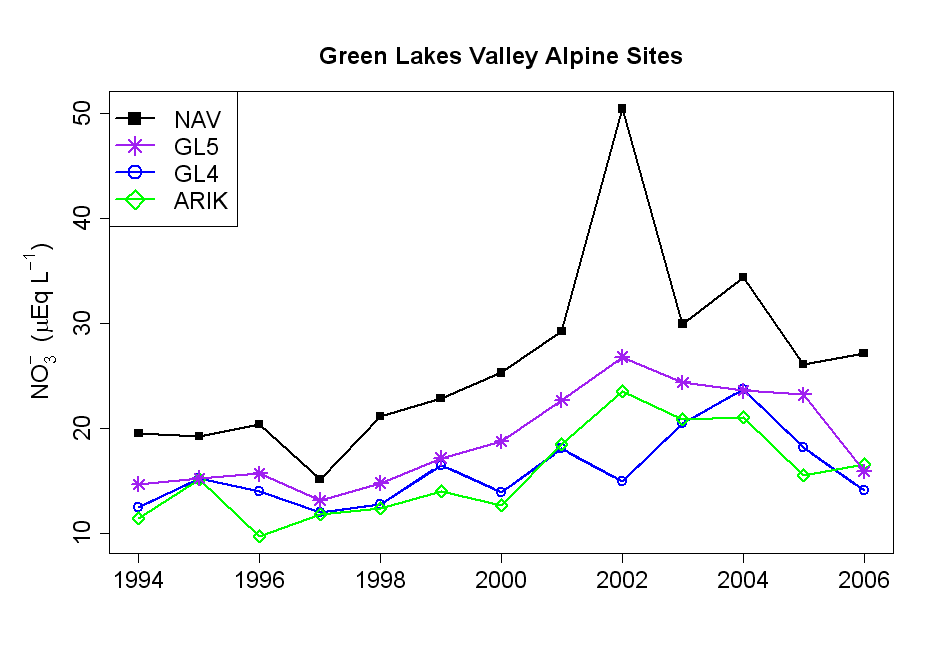 Green Lakes Valley Alpine Sites
NAV
GL5
GL4
ARIK
NO₃⁻ (µEq L⁻¹)
50
40
30
20
10
1994 1996 1998 2000 2002 2004 2006